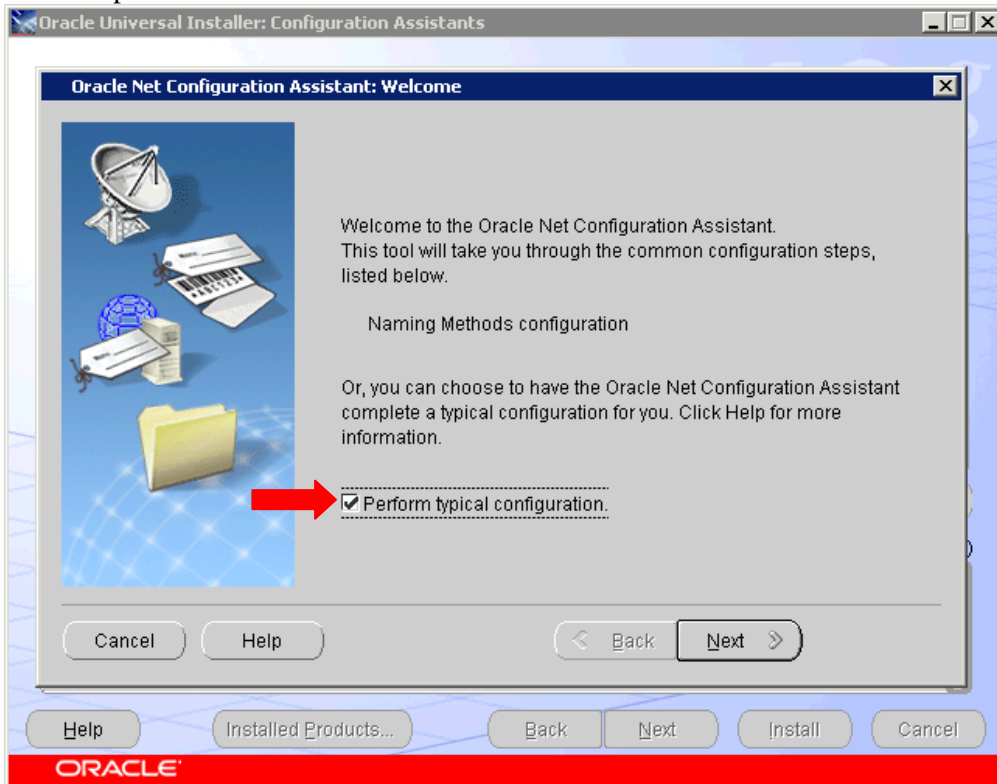 Oracle Universal Installer: Configuration Assistants
Oracle Net Configuration Assistant: Welcome
Welcome to the Oracle Net Configuration Assistant.
This tool will take you through the common configuration steps,
listed below.
Naming Methods configuration
Or, you can choose to have the Oracle Net Configuration Assistant
complete a typical configuration for you. Click Help for more
information.
Perform typical configuration.
Cancel Help Back Next
Help Installed Products... Back Next Install Cancel
ORACLE